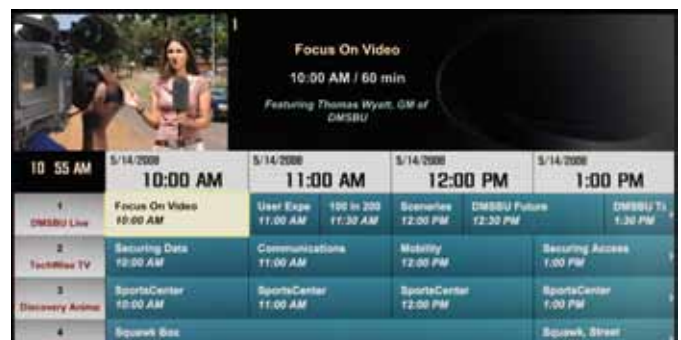 Focus On Video
10:00 AM / 60 min
Featuring Thomas Wyatt, GM of
DMSBU
10 55 AM
5/14/2008
10:00 AM
5/14/2008
11:00 AM
5/14/2008
12:00 PM
5/14/2008
1:00 PM
1
DMSBU Live
Focus On Video
10:00 AM
User Expe
11:00 AM
100 in 200
11:30 AM
Sceneries
12:00 PM
DMSBU Future
12:30 PM
DMSBU Ti
1:30 PM
2
TechWise TV
Securing Data
10:00 AM
Communications
11:00 AM
Mobility
12:00 PM
Securing Access
1:00 PM
3
Discovery Anima
SportsCenter
10:00 AM
SportsCenter
11:00 AM
SportsCenter
12:00 PM
SportsCenter
1:00 PM
4
Squawk Box
Squawk, Street